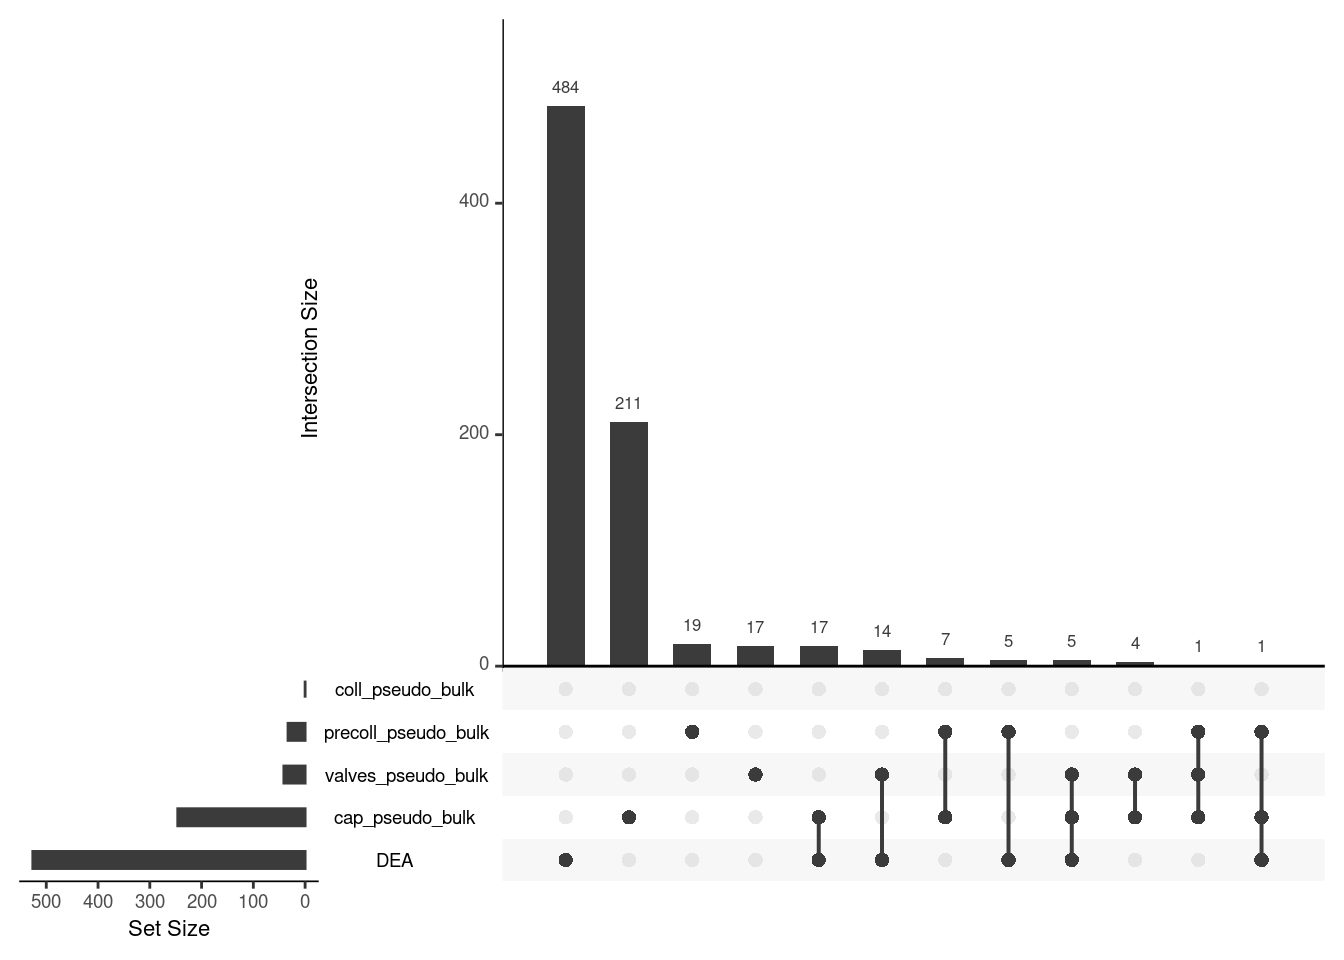 484
400
211
200
Intersection Size
19
17
17
14
7
5
5
4
1
1
0
coll_pseudo_bulk
precoll_pseudo_bulk
valves_pseudo_bulk
cap_pseudo_bulk
DEA
500 400 300 200 100 0
Set Size